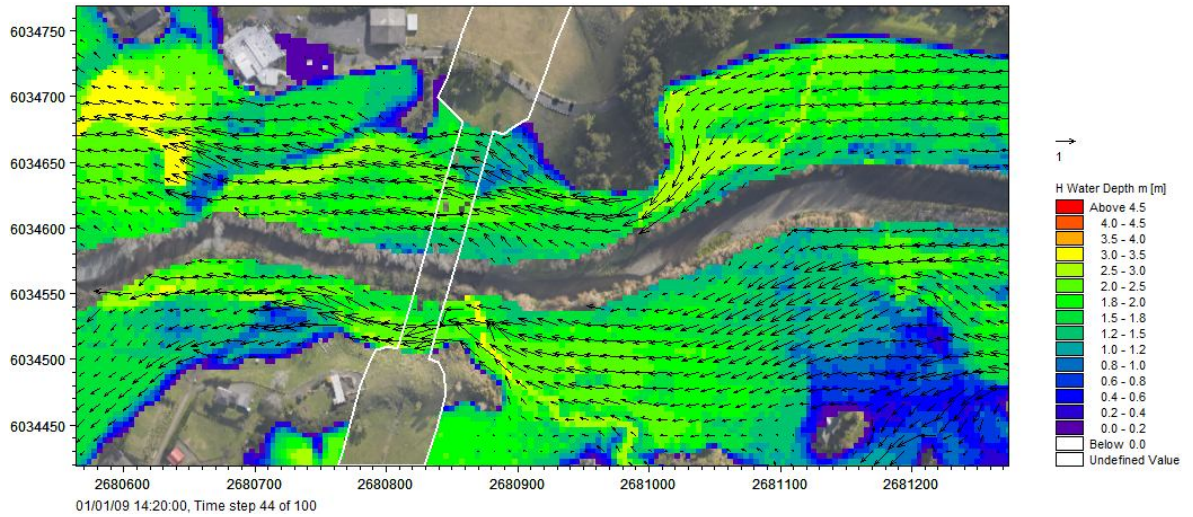 6034750
6034700
6034650
6034600
6034550
6034500
6034450
2680600 2680700 2680800 2680900 2681000 2681100 2681200
01/01/09 14:20:00, Time step 44 of 100
1
H Water Depth m [m]
Above 4.5
4.0 - 4.5
3.5 - 4.0
3.0 - 3.5
2.5 - 3.0
2.0 - 2.5
1.8 - 2.0
1.5 - 1.8
1.2 - 1.5
1.0 - 1.2
0.8 - 1.0
0.6 - 0.8
0.4 - 0.6
0.2 - 0.4
0.0 - 0.2
Below 0.0
Undefined Value